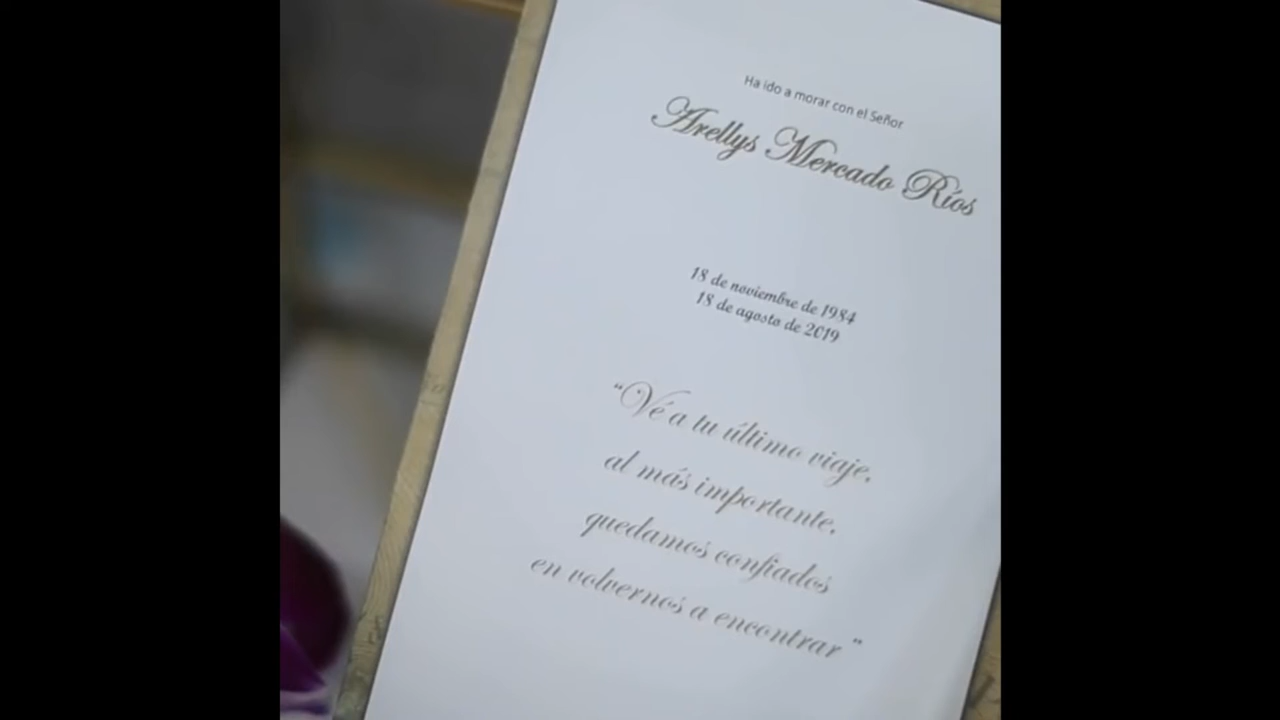 Ha ido a morar con el Señor
Arellys Mercado Ríos
18 de noviembre de 1984
18 de agosto de 2019
“Vé a tu último viaje,
al más importante,
quedamos confiados
en volvernos a encontrar ”